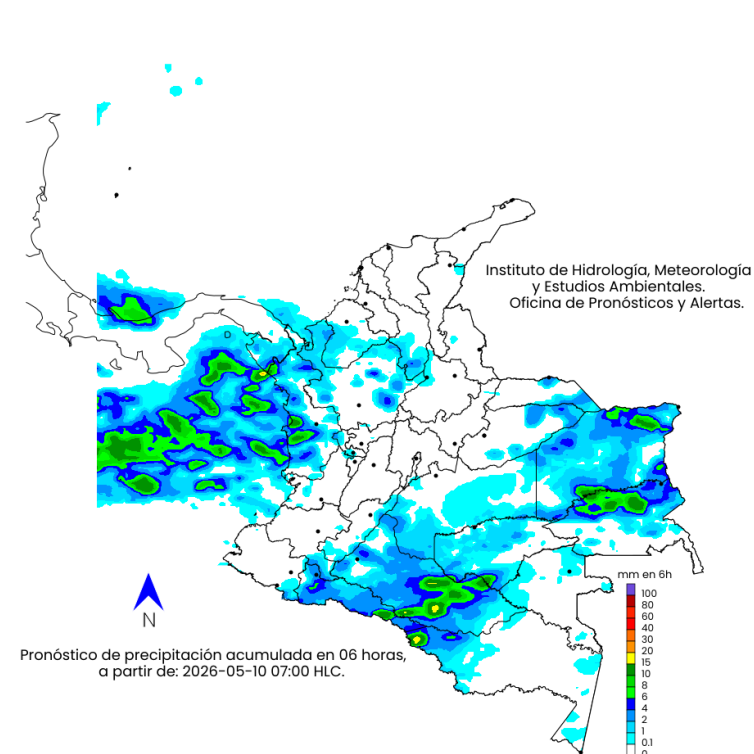 Instituto de Hidrología, Meteorología
y Estudios Ambientales.
Oficina de Pronósticos y Alertas.
mm en 6h
100
80
60
40
30
20
15
10
8
6
4
2
1
0.1
0
N
Pronóstico de precipitación acumulada en 06 horas,
a partir de: 2026-05-10 07:00 HLC.